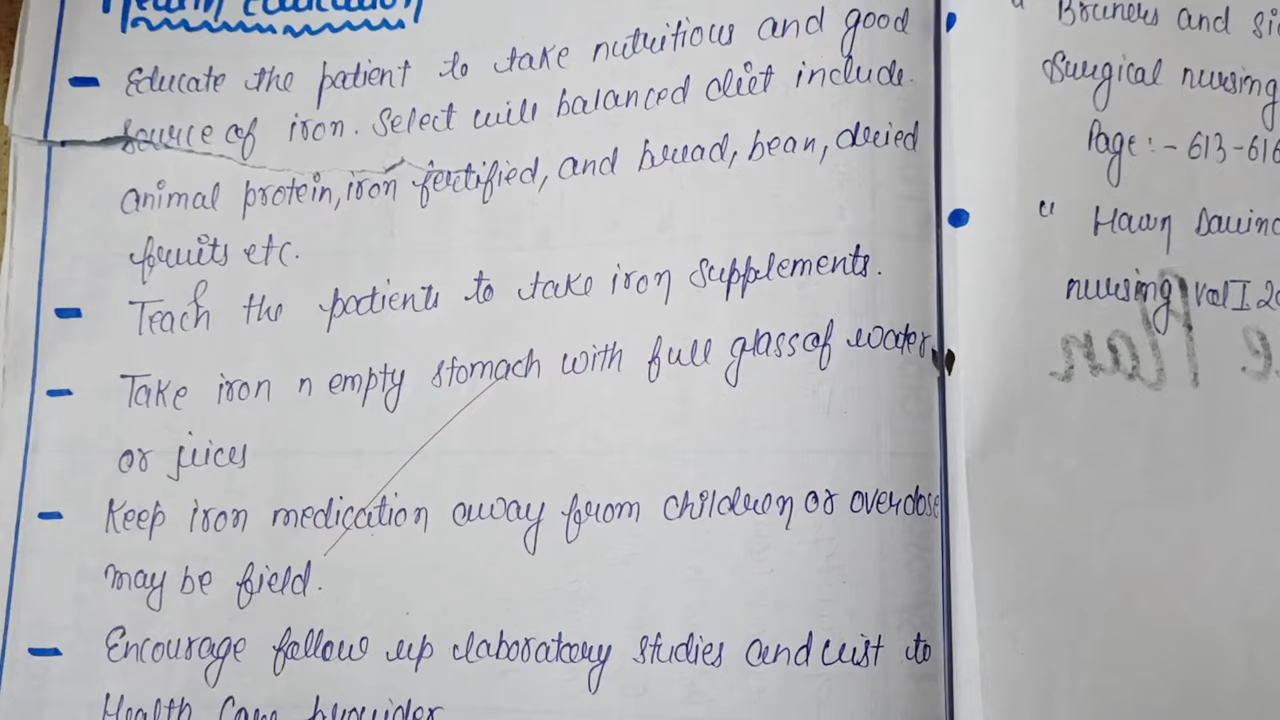 Health Education
- Educate the patient to take nutritious and good
source of iron. Select will balanced diet include
animal protein, iron fertified, and bread, bean, dried
fruits etc.
- Teach the patients to take iron supplements.
- Take iron n empty stomach with full glass of water
or juices
- Keep iron medication away from children or overdose
may be field.
- Encourage follow up laboratory studies and visit to
Health Care provider
" Bruners and
Surgical nursing
Page:- 613-616
" Hawn
nursing vol I
Plan